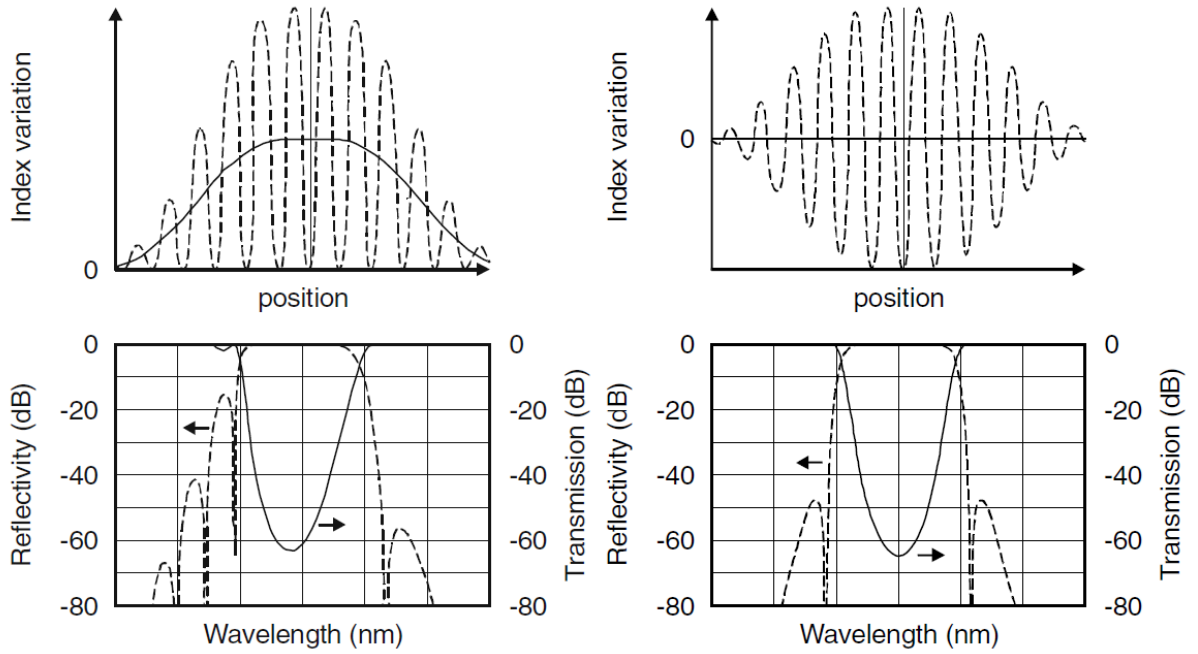 Index variation
0
position
Index variation
0
position
Reflectivity (dB)
0
-20
-40
-60
-80
0
-20
-40
-60
-80
Transmission (dB)
Wavelength (nm)
Reflectivity (dB)
0
-20
-40
-60
-80
0
-20
-40
-60
-80
Transmission (dB)
Wavelength (nm)